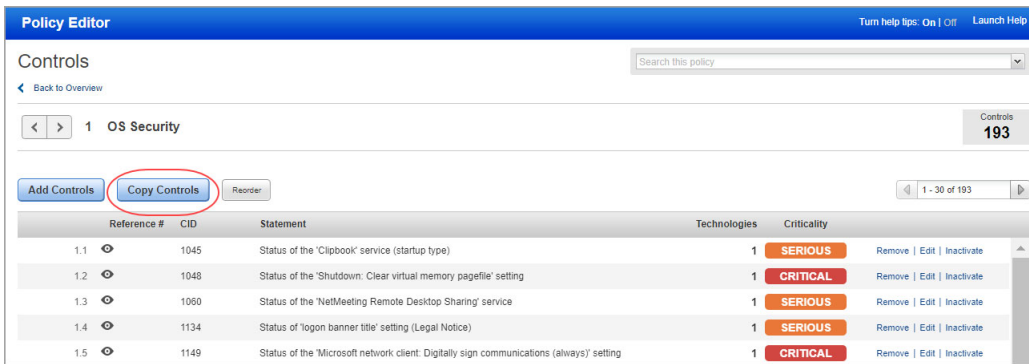 Policy Editor Turn help tips: On | Off Launch Help
Controls Search this policy
Back to Overview
1 OS Security Controls
193
Add Controls Copy Controls Reorder 1 - 30 of 193
Reference # CID Statement Technologies Criticality
1.1 1045 Status of the 'Clipbook' service (startup type) 1 SERIOUS Remove | Edit | Inactivate
1.2 1048 Status of the 'Shutdown: Clear virtual memory pagefile' setting 1 CRITICAL Remove | Edit | Inactivate
1.3 1060 Status of the 'NetMeeting Remote Desktop Sharing' service 1 SERIOUS Remove | Edit | Inactivate
1.4 1134 Status of 'logon banner title' setting (Legal Notice) 1 SERIOUS Remove | Edit | Inactivate
1.5 1149 Status of the 'Microsoft network client: Digitally sign communications (always)' setting 1 CRITICAL Remove | Edit | Inactivate